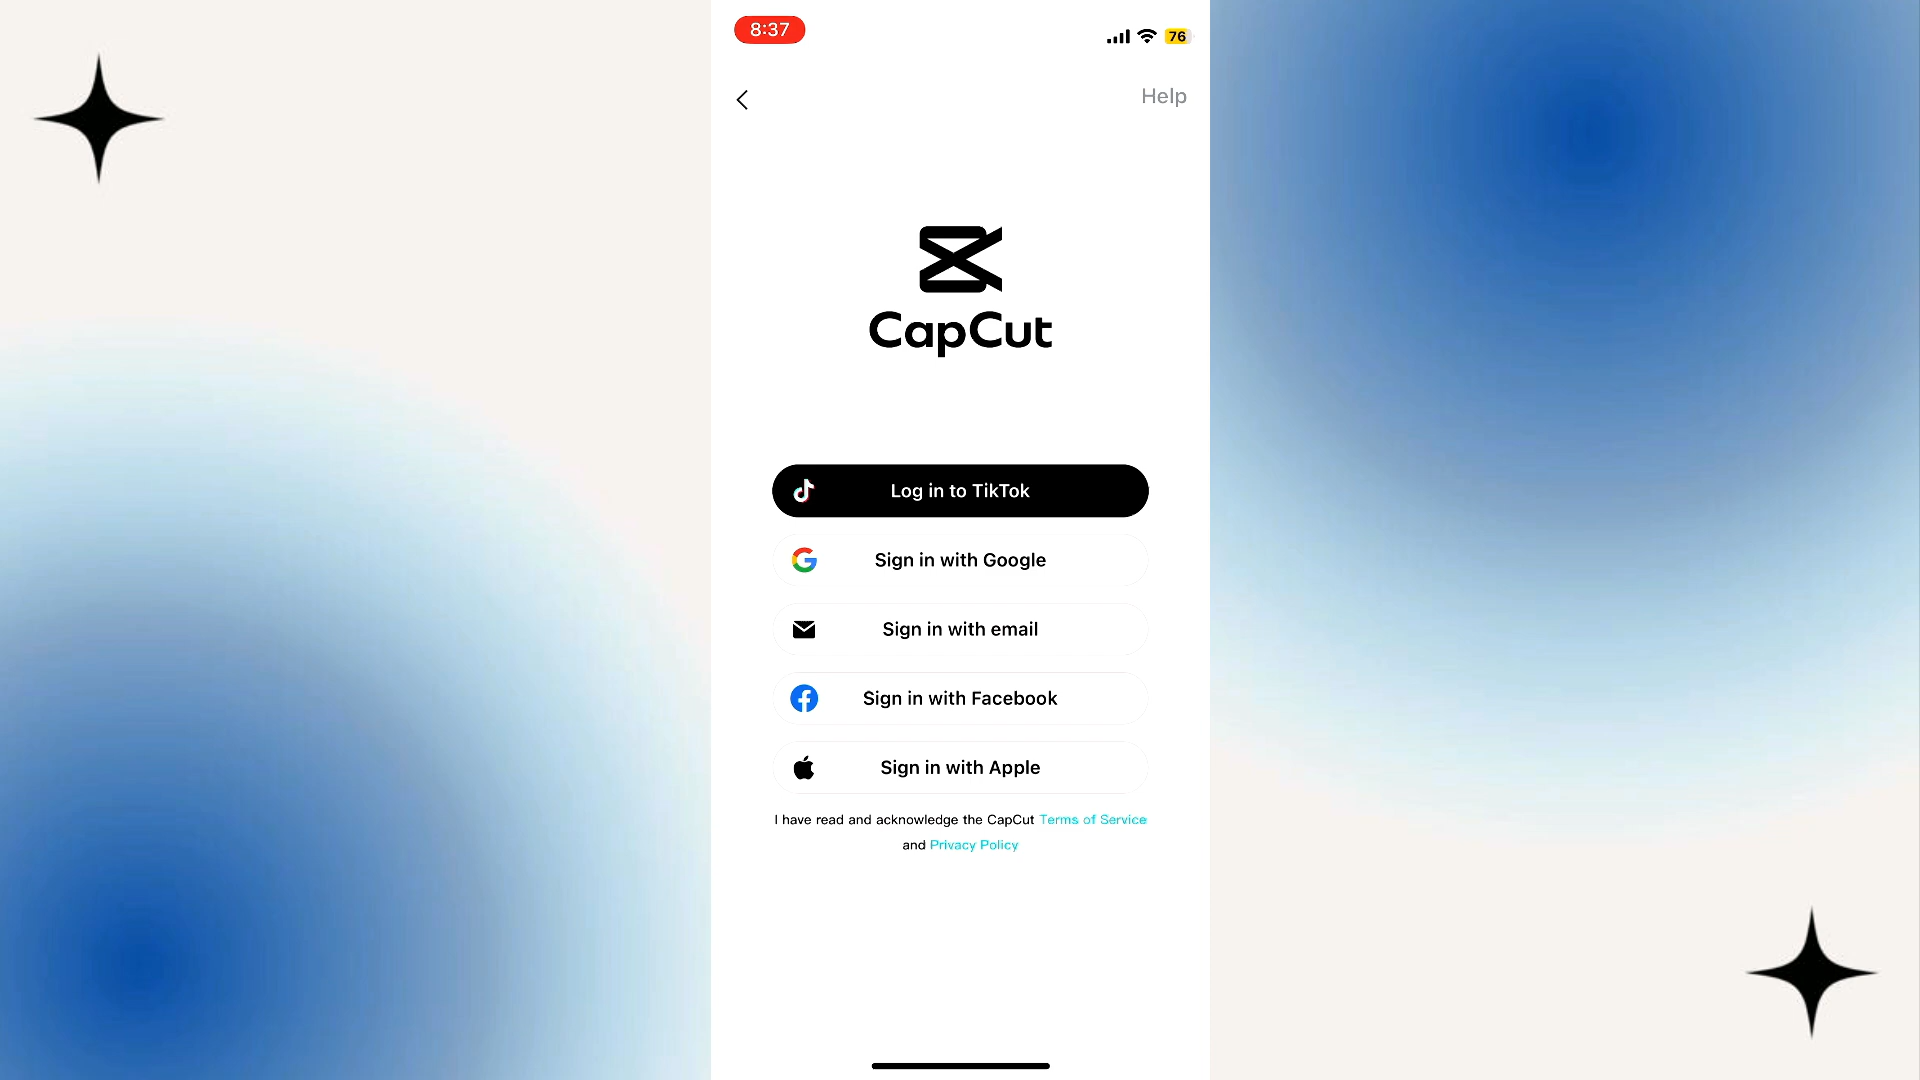 8:37
76
Help
CapCut
Log in to TikTok
Sign in with Google
Sign in with email
Sign in with Facebook
Sign in with Apple
I have read and acknowledge the CapCut Terms of Service
and Privacy Policy